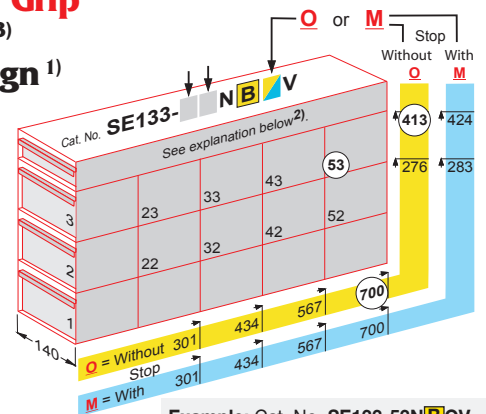 Grip
3)
gn 1)
O or M
Stop
Without With
O M
Cat. No. SE133- N B V
See explanation below2).
413 424
53
276 283
43
33
23
3
52
42
32
22
2
1
140
700
O = Without 301 434 567
Stop
M = With 301 434 567 700
Example: Cat. No. SE133-53NBOV